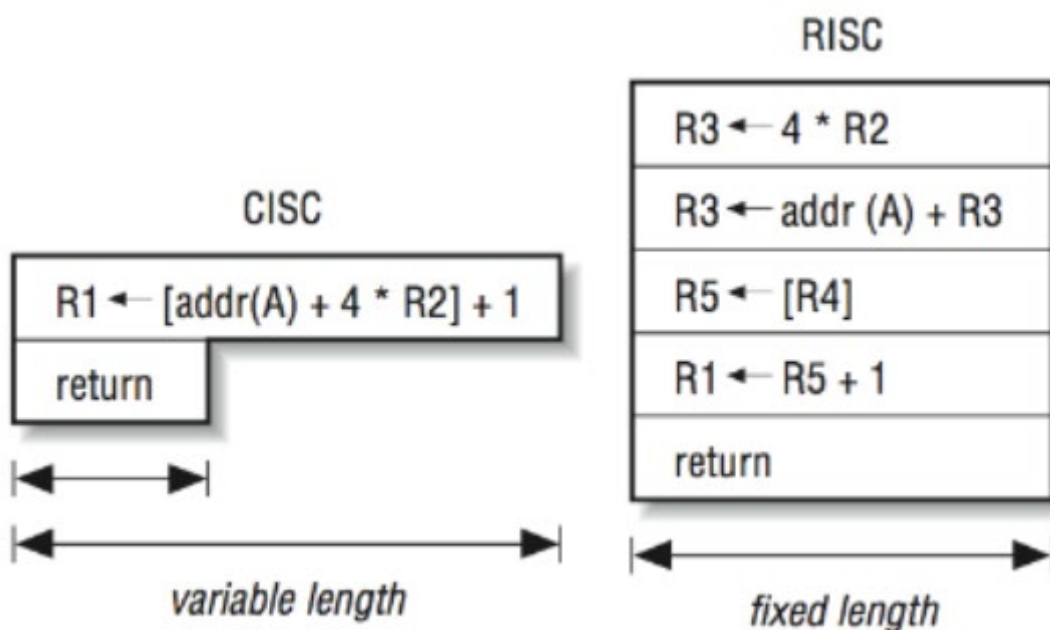 CISC
R1 ← [addr(A) + 4 * R2] + 1
return
variable length
RISC
R3 ← 4 * R2
R3 ← addr (A) + R3
R5 ← [R4]
R1 ← R5 + 1
return
fixed length